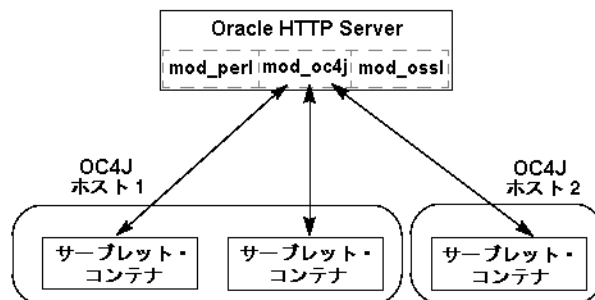 Oracle HTTP Server
mod_perl mod_oc4j mod_ossl
OC4J
ホスト 1
OC4J
ホスト 2
サーブレット・
コンテナ
サーブレット・
コンテナ
サーブレット・
コンテナ